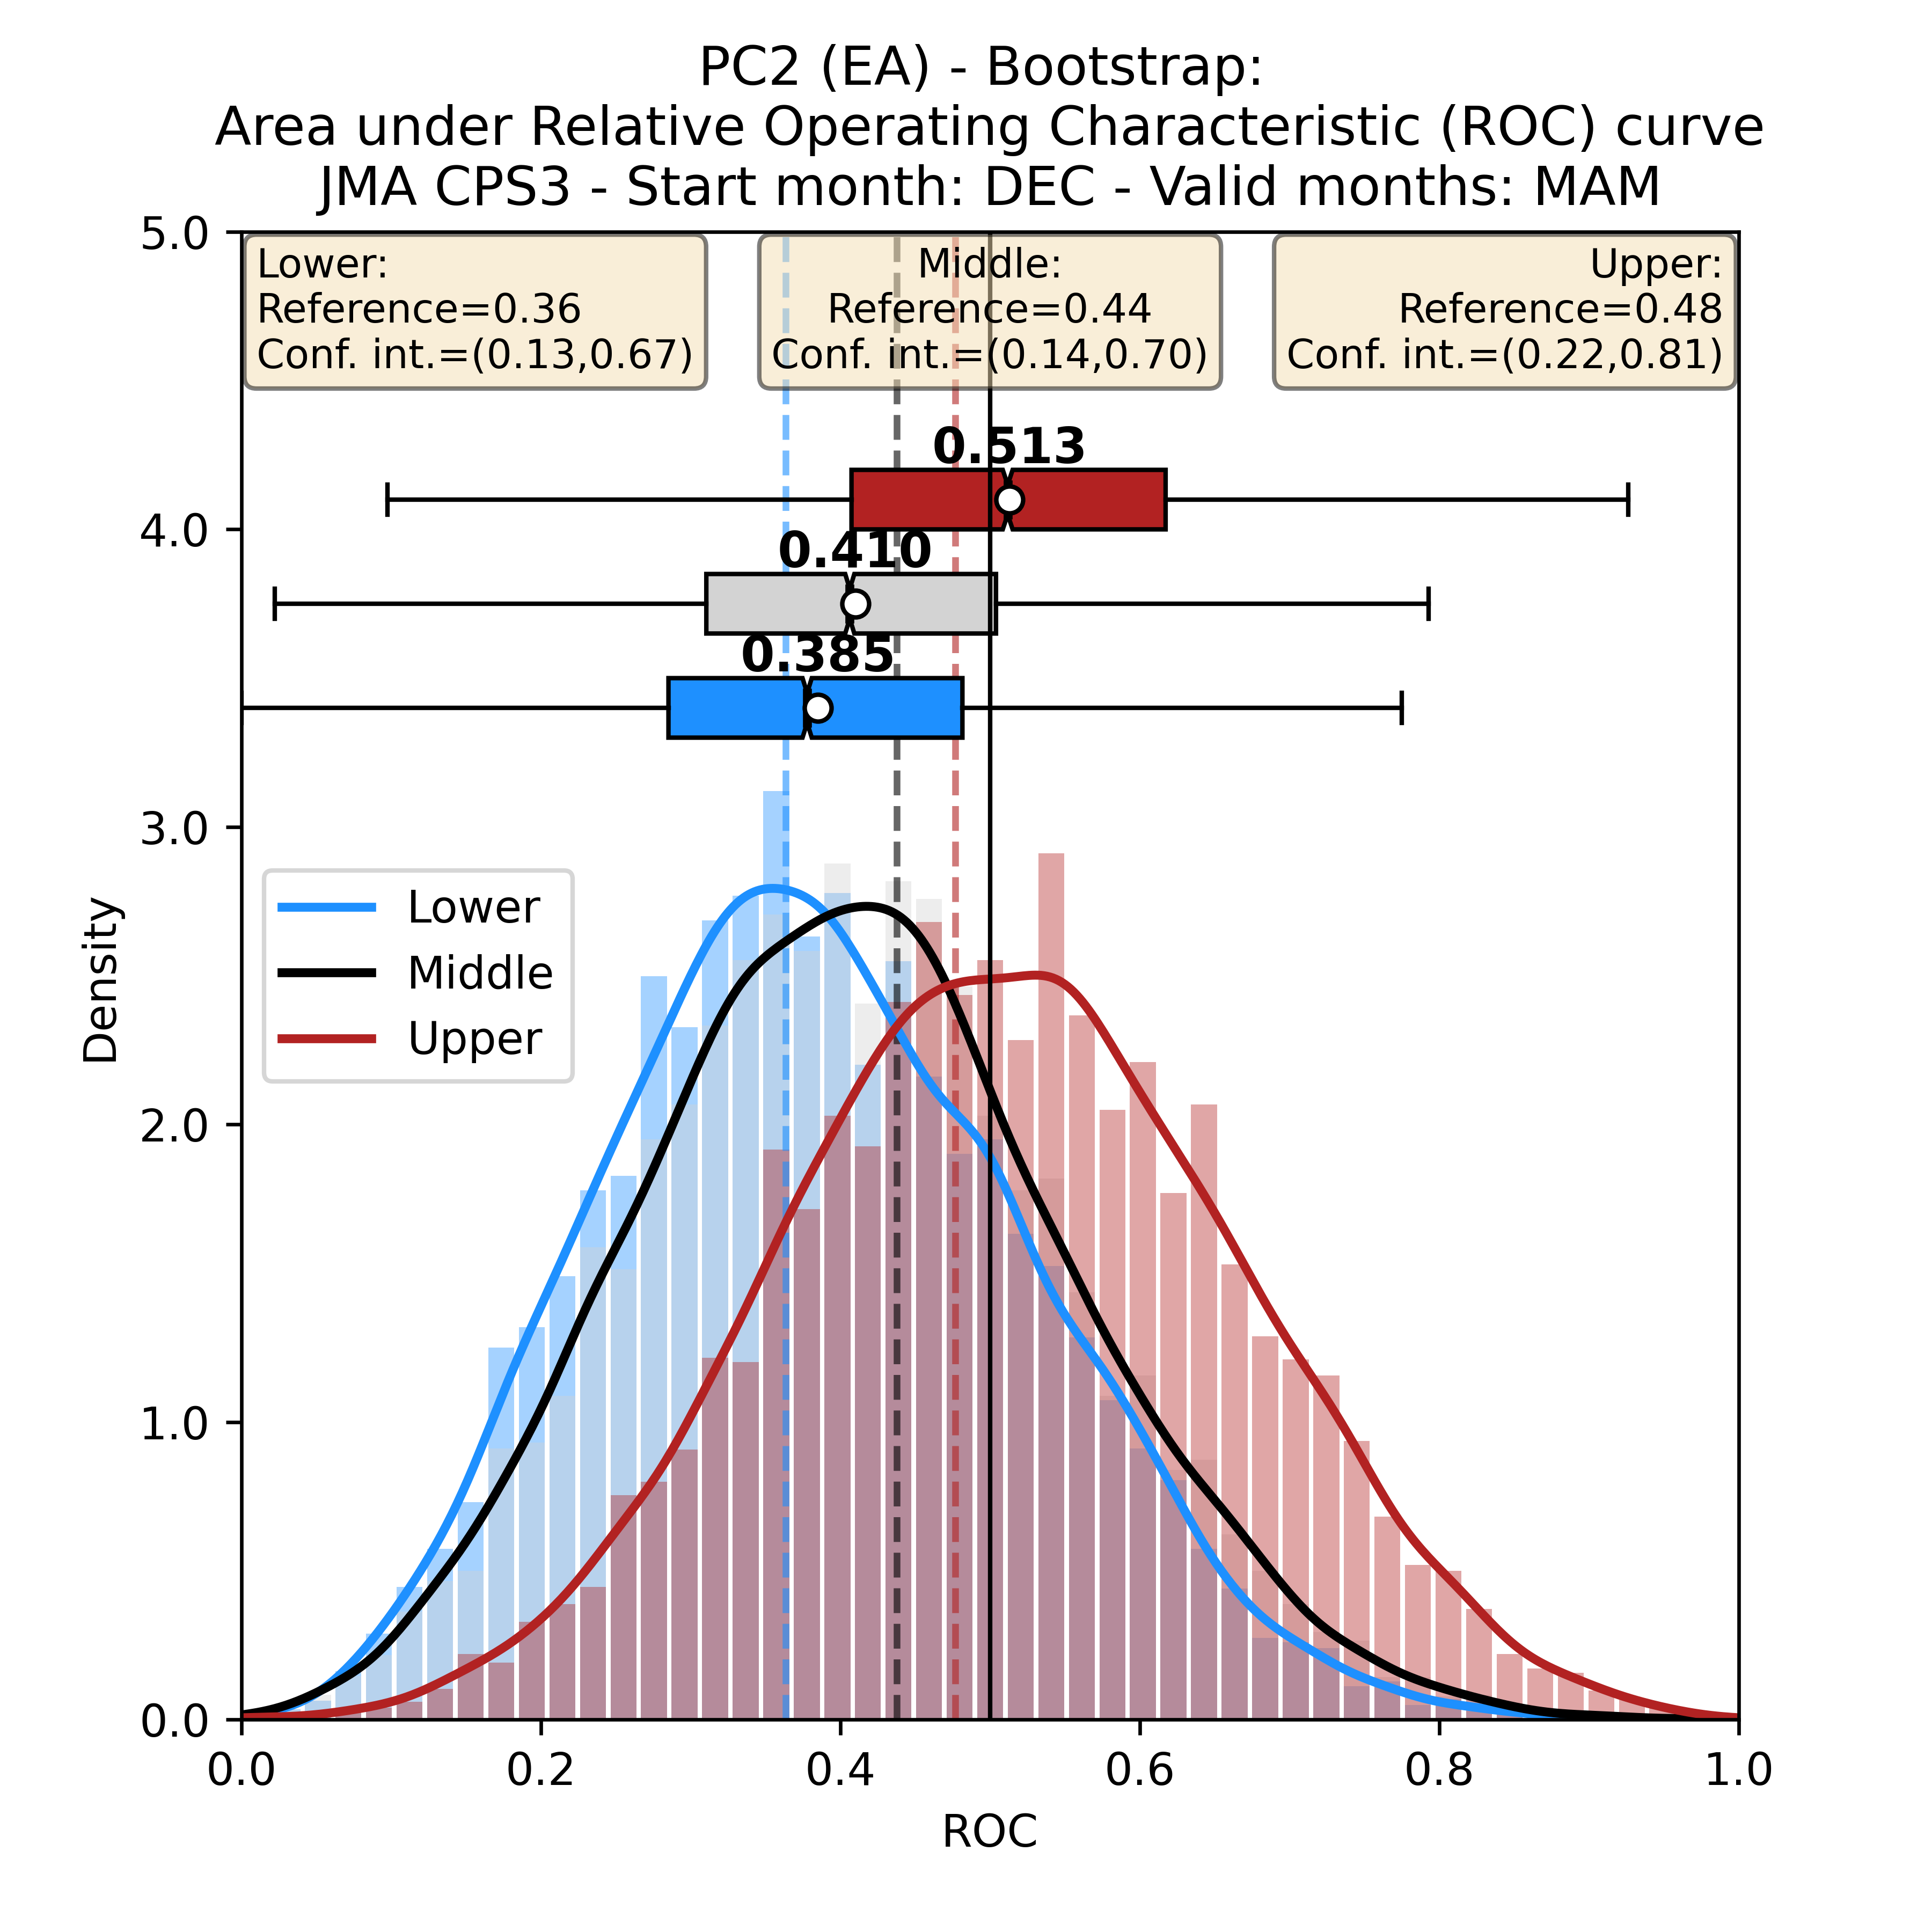 PC2 (EA) - Bootstrap:
Area under Relative Operating Characteristic (ROC) curve
JMA CPS3 - Start month: DEC - Valid months: MAM
Lower:
Reference=0.36
Conf. int.=(0.13,0.67)
Middle:
Reference=0.44
Conf. int.=(0.14,0.70)
Upper:
Reference=0.48
Conf. int.=(0.22,0.81)
0.513
0.410
0.385
Lower
Middle
Upper
Density
5.0
4.0
3.0
2.0
1.0
0.0
0.0
0.2
0.4
0.6
0.8
1.0
ROC